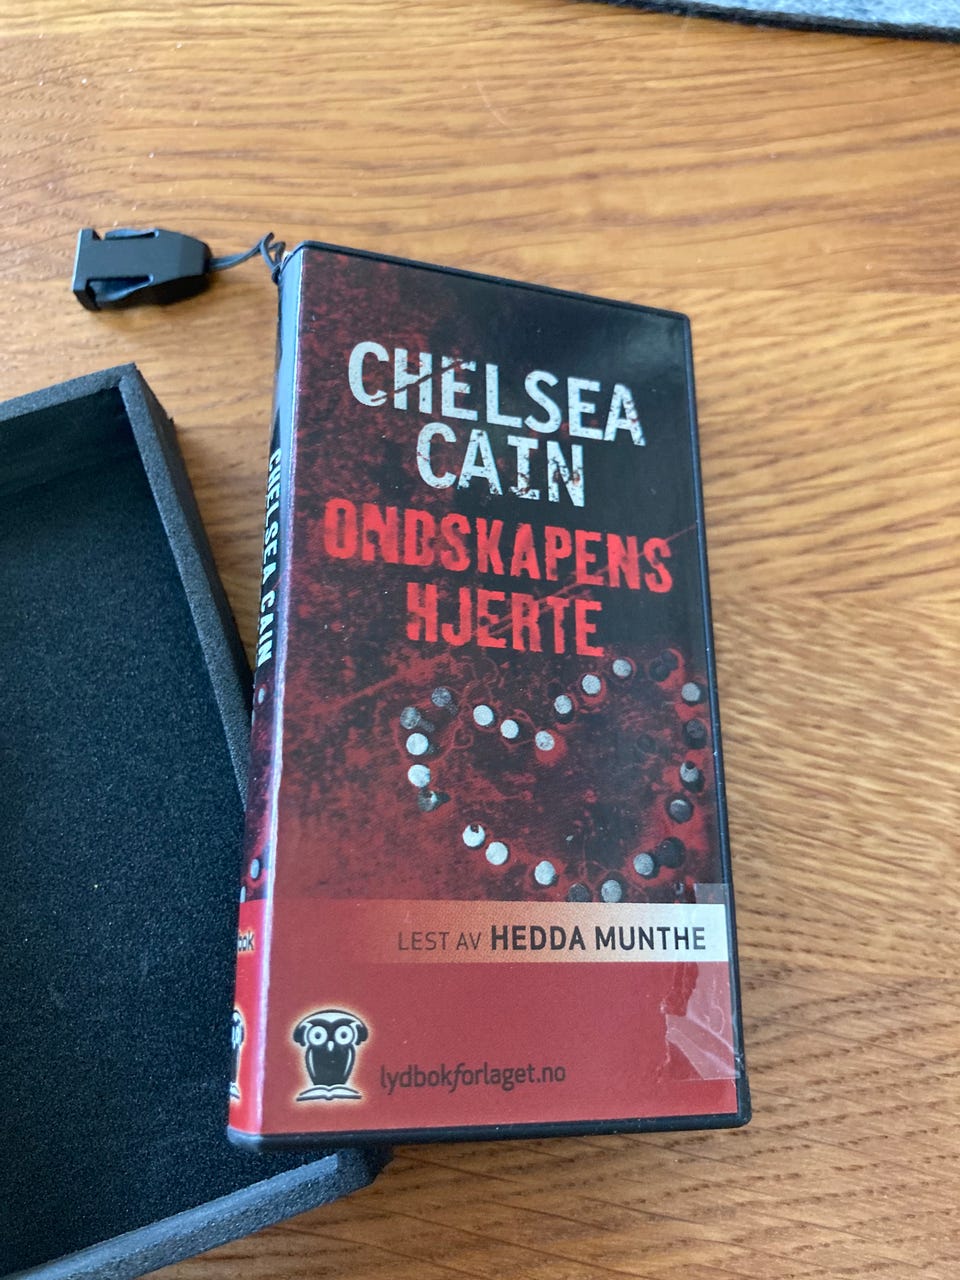 CHELSEA
CAIN
ONDSKAPENS
HJERTE
LEST AV HEDDA MUNTHE
lydbokforlaget.no
CHELSEA CAIN